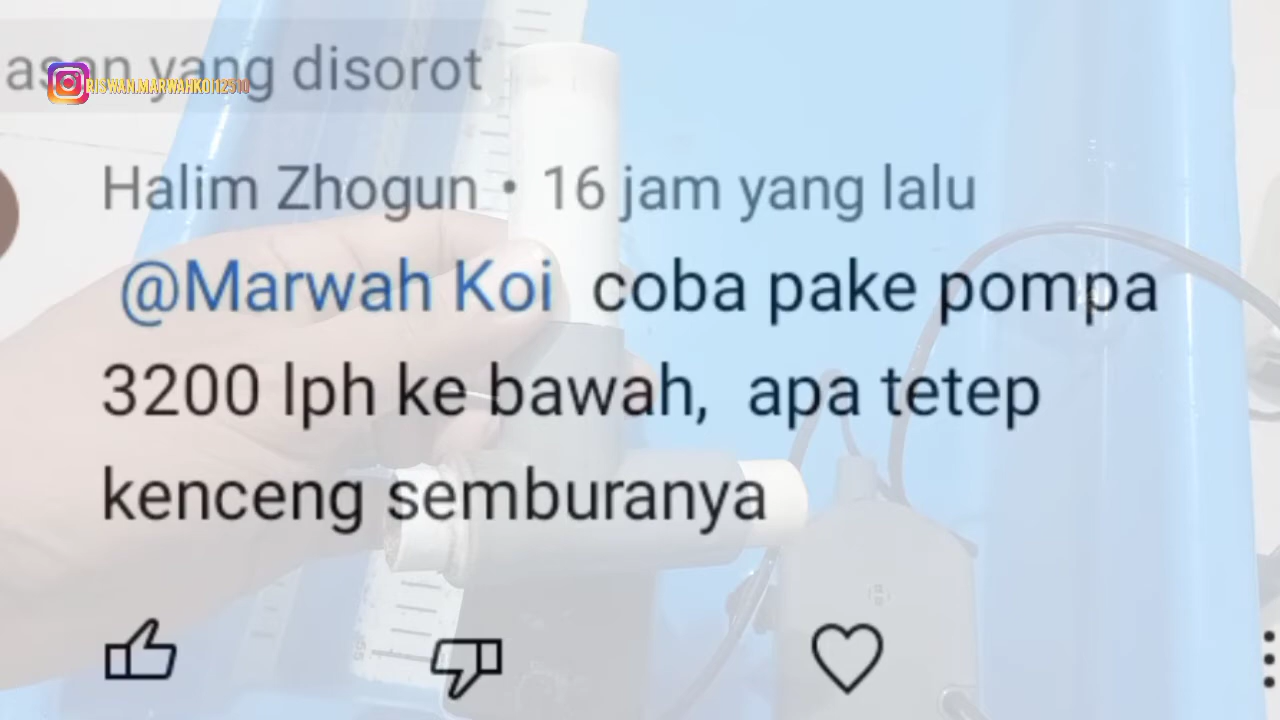 asan yang disorot
RISWAN.MARWAHKOI12510
Halim Zhogun • 16 jam yang lalu
@Marwah Koi coba pake pompa
3200 lph ke bawah, apa tetep
kenceng semburanya
55